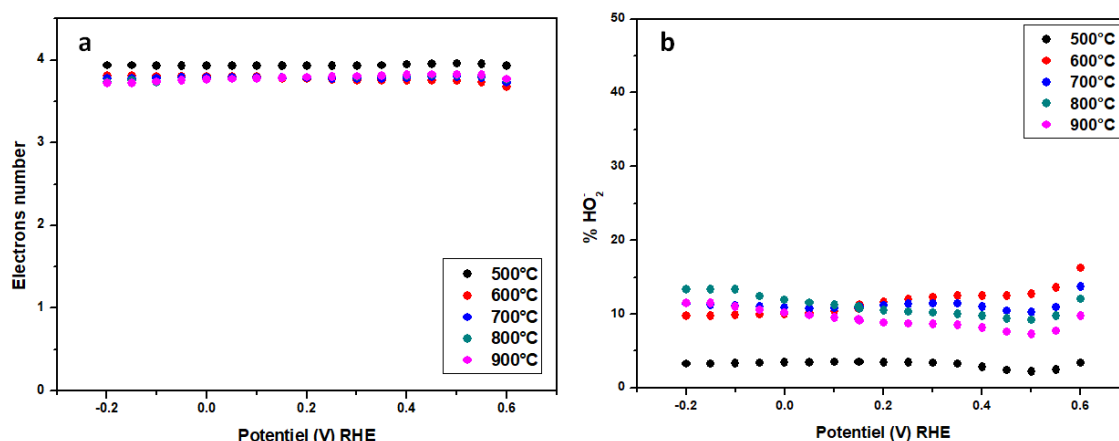 a
4
3
2
1
0
-0.2 0.0 0.2 0.4 0.6
Electrons number
Potentiel (V) RHE
500°C
600°C
700°C
800°C
900°C
b
50
40
30
20
10
0
-0.2 0.0 0.2 0.4 0.6
% HO2-
Potentiel (V) RHE
500°C
600°C
700°C
800°C
900°C